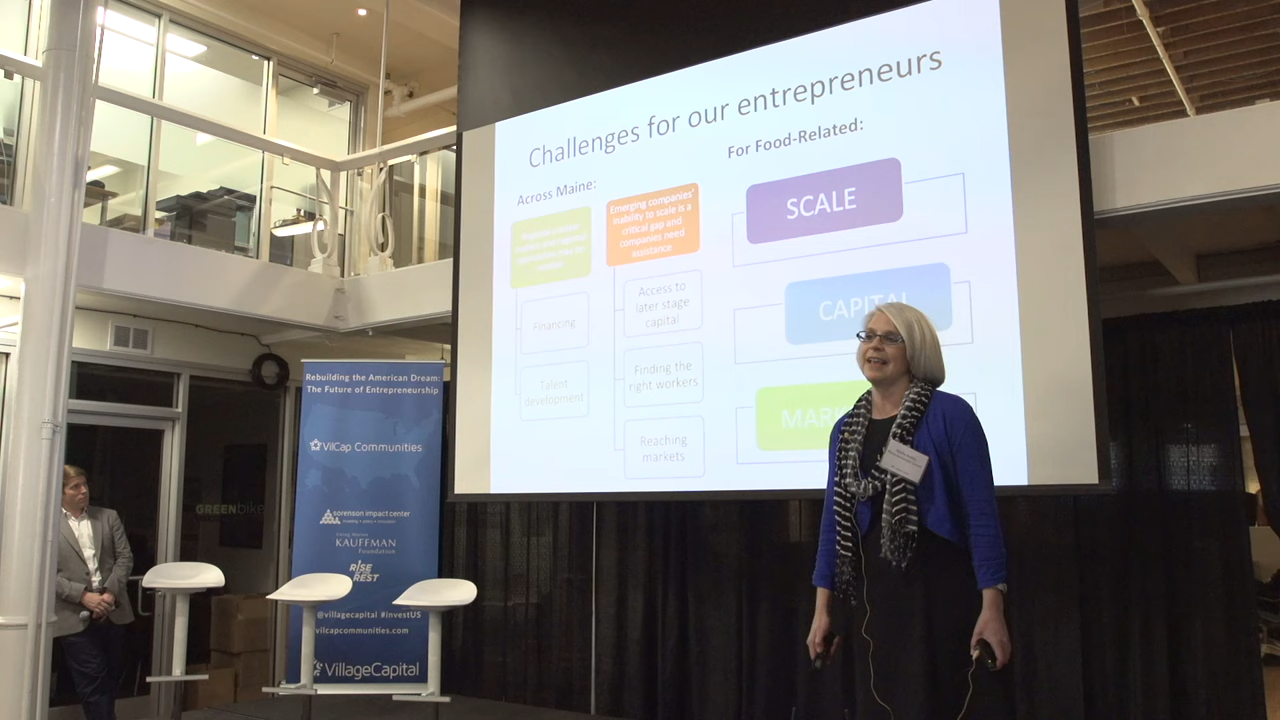 Challenges for our entrepreneurs
Across Maine:
For Food-Related:
Emerging companies'
inability to scale is a
critical gap and
companies need
assistance
Financing
Talent
development
Access to
later stage
capital
Finding the
right workers
Reaching
markets
SCALE
CAPITAL
Rebuilding the American Dream:
The Future of Entrepreneurship
VilCap Communities
sorenson impact center
Ewing Marion
KAUFFMAN
Foundation
RISE
REST
@villagecapital #investUS
vilcapcommunities.com
VillageCapital
GREENbike